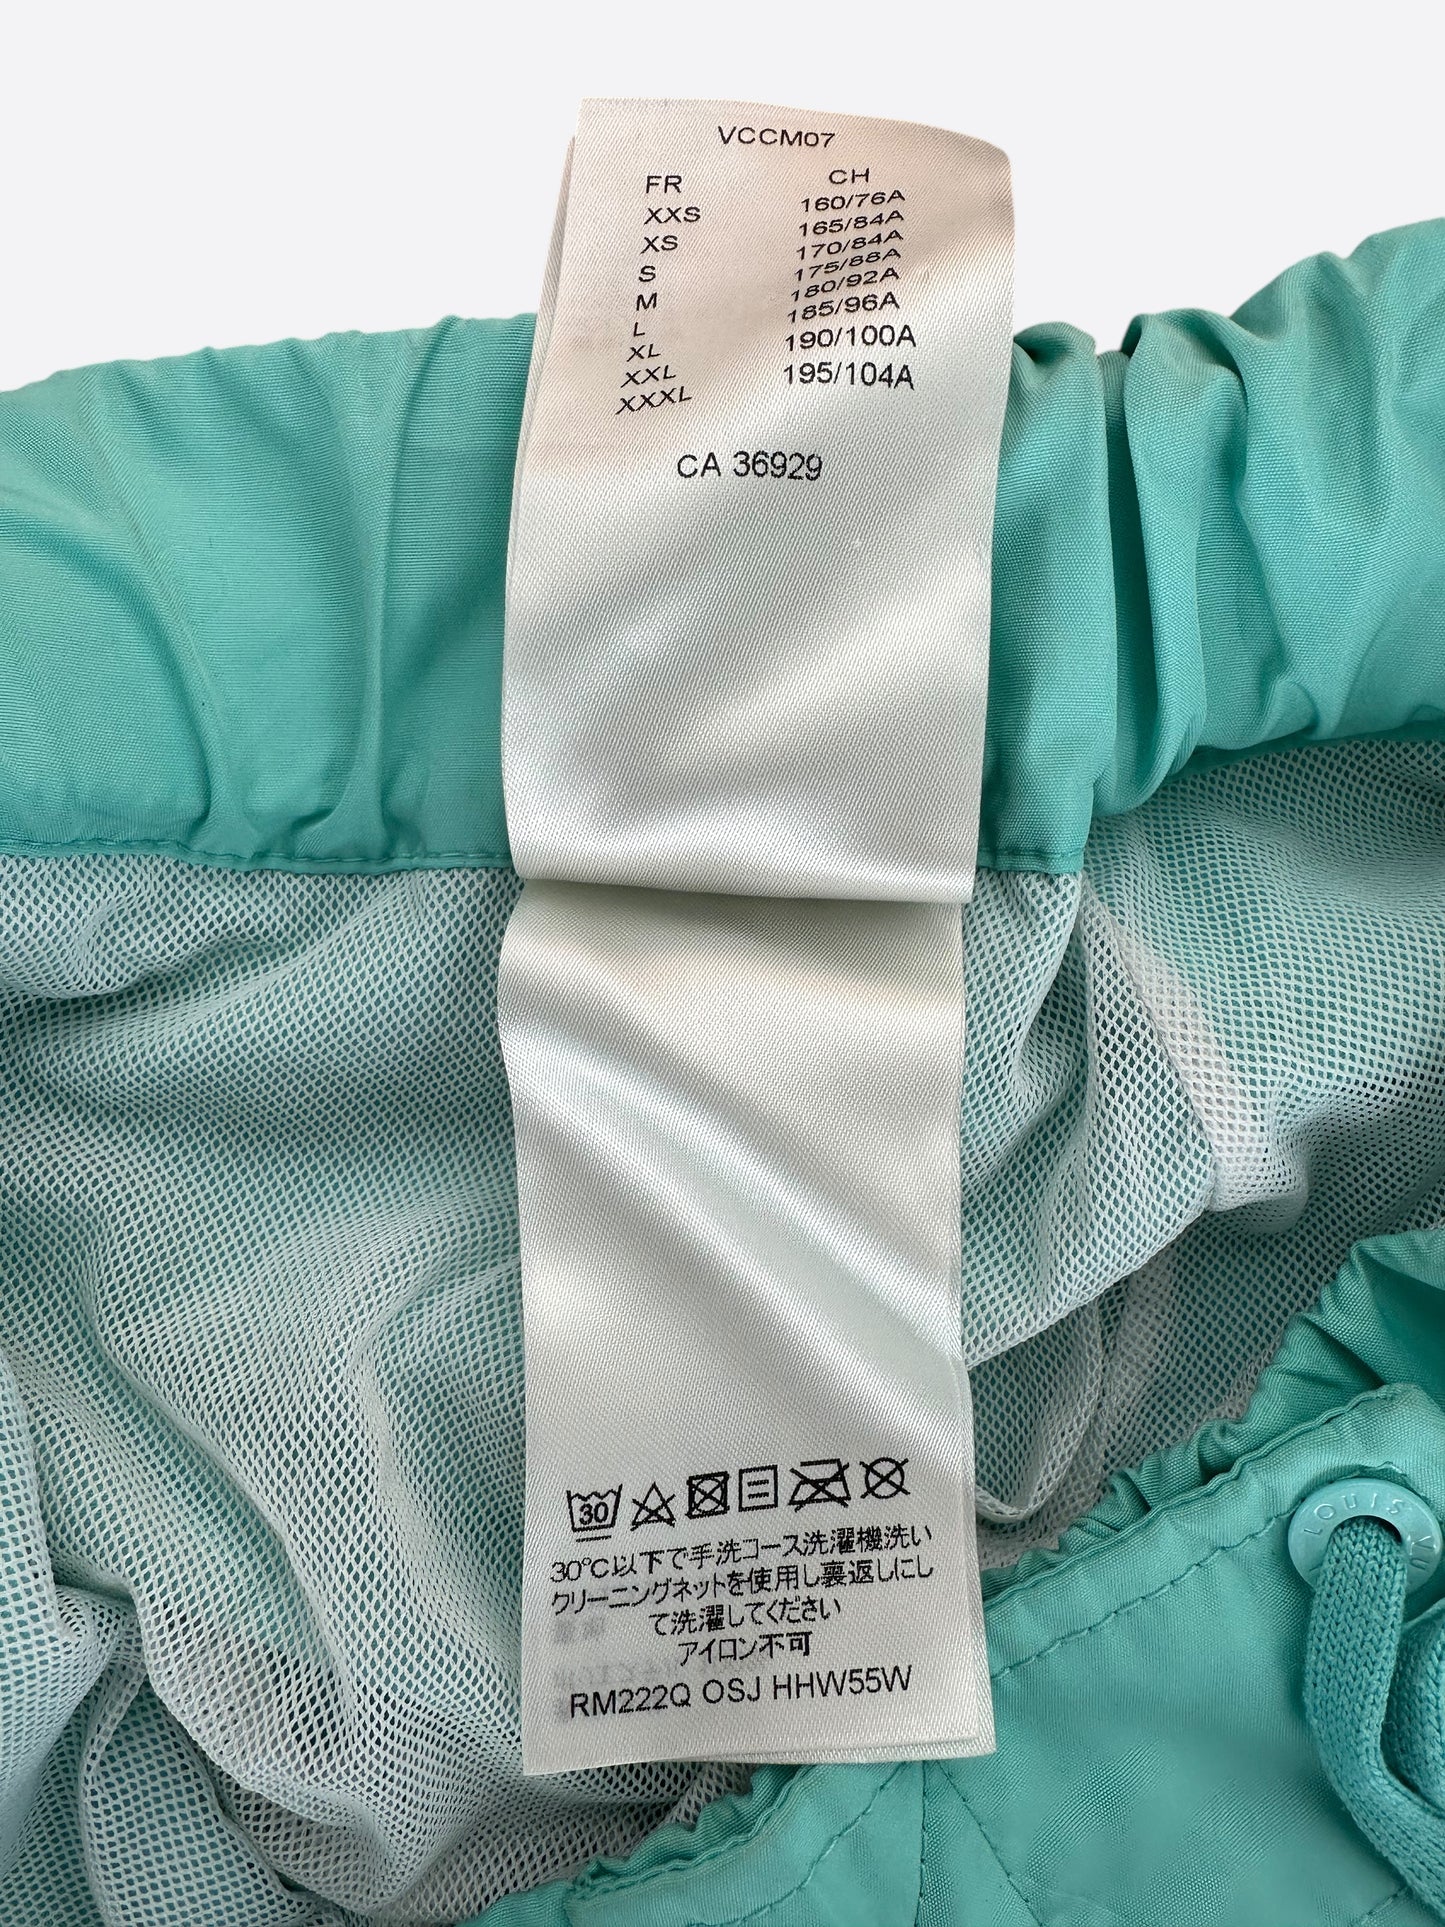 VCCM07
FR CH
XXS 160/76A
XS 165/84A
S 170/84A
M 175/88A
L 180/92A
XL 185/96A
XXL 190/100A
XXXL 195/104A
CA 36929
30
30℃以下で手洗コース洗濯機洗い
クリーニングネットを使用し裏返しにし
て洗濯してください
アイロン不可
RM222Q OSJ HHW55W
LOUIS VU